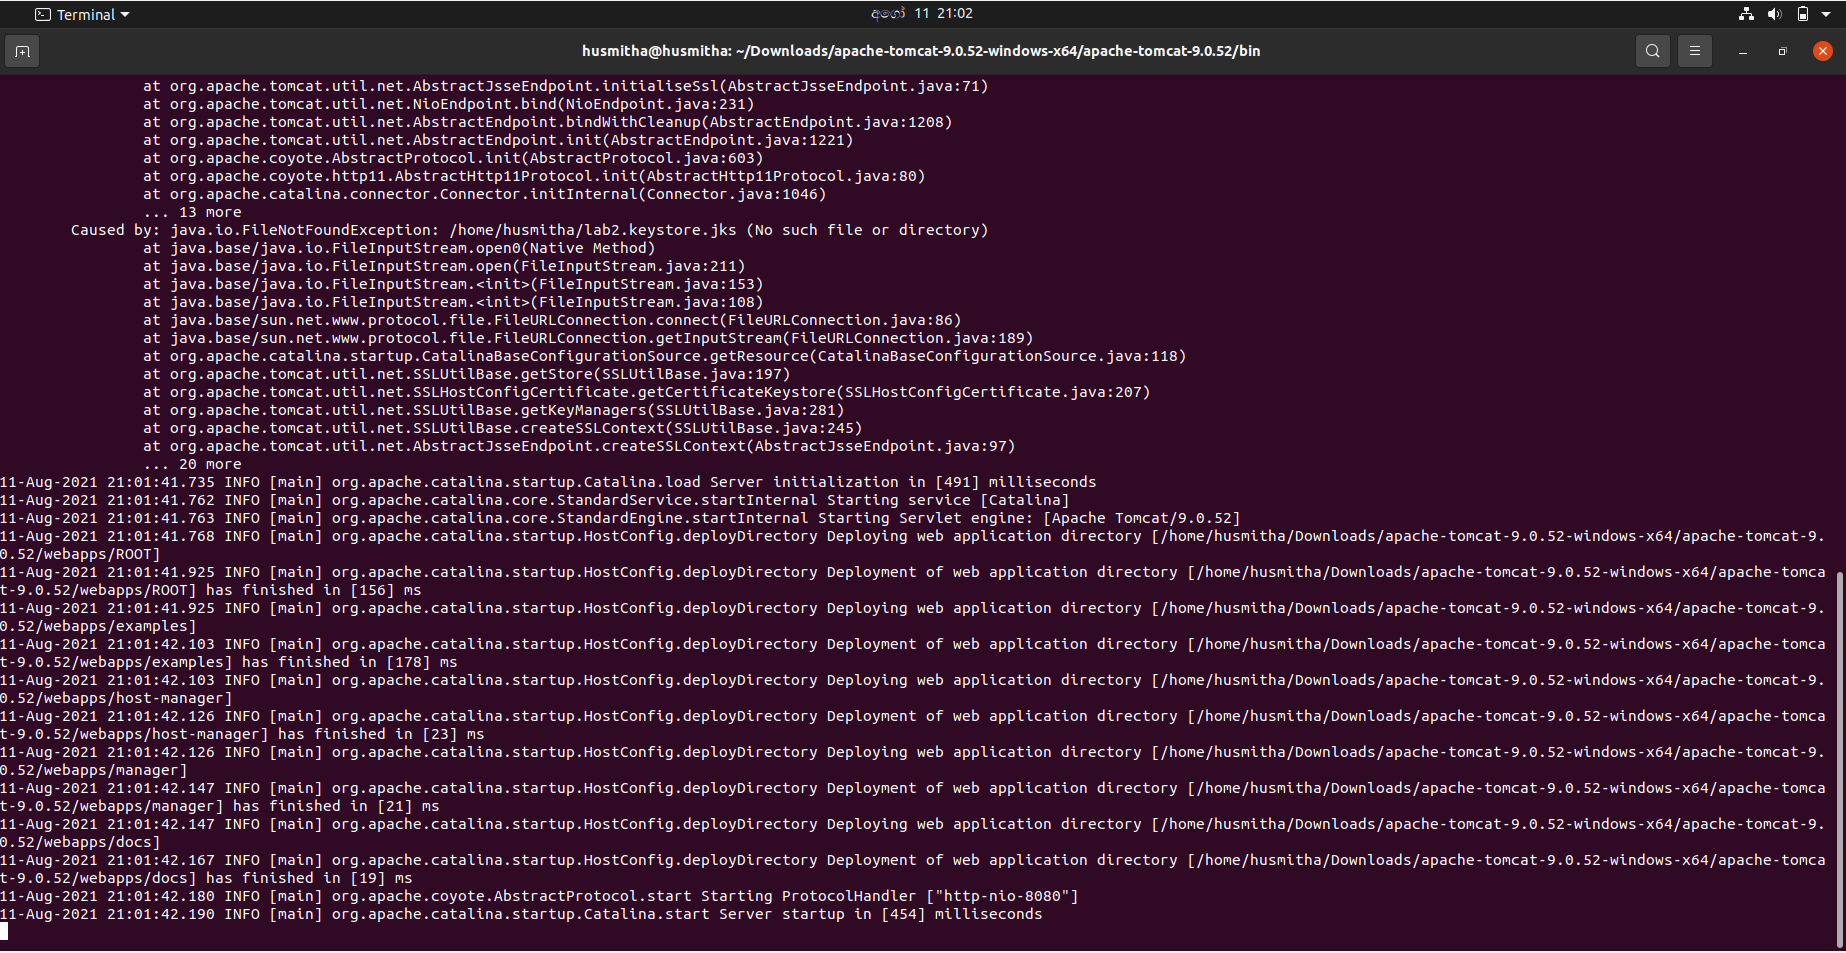 Terminal
අගෝ 11 21:02
husmitha@husmitha: ~/Downloads/apache-tomcat-9.0.52-windows-x64/apache-tomcat-9.0.52/bin
at org.apache.tomcat.util.net.AbstractJsseEndpoint.initialiseSsl(AbstractJsseEndpoint.java:71)
at org.apache.tomcat.util.net.NioEndpoint.bind(NioEndpoint.java:231)
at org.apache.tomcat.util.net.AbstractEndpoint.bindWithCleanup(AbstractEndpoint.java:1208)
at org.apache.tomcat.util.net.AbstractEndpoint.init(AbstractEndpoint.java:1221)
at org.apache.coyote.AbstractProtocol.init(AbstractProtocol.java:603)
at org.apache.coyote.http11.AbstractHttp11Protocol.init(AbstractHttp11Protocol.java:80)
at org.apache.catalina.connector.Connector.initInternal(Connector.java:1046)
... 13 more
Caused by: java.io.FileNotFoundException: /home/husmitha/lab2.keystore.jks (No such file or directory)
at java.base/java.io.FileInputStream.open0(Native Method)
at java.base/java.io.FileInputStream.open(FileInputStream.java:211)
at java.base/java.io.FileInputStream.<init>(FileInputStream.java:153)
at java.base/java.io.FileInputStream.<init>(FileInputStream.java:108)
at java.base/sun.net.www.protocol.file.FileURLConnection.connect(FileURLConnection.java:86)
at java.base/sun.net.www.protocol.file.FileURLConnection.getInputStream(FileURLConnection.java:189)
at org.apache.catalina.startup.CatalinaBaseConfigurationSource.getResource(CatalinaBaseConfigurationSource.java:118)
at org.apache.tomcat.util.net.SSLUtilBase.getStore(SSLUtilBase.java:197)
at org.apache.tomcat.util.net.SSLHostConfigCertificate.getCertificateKeystore(SSLHostConfigCertificate.java:207)
at org.apache.tomcat.util.net.SSLUtilBase.getKeyManagers(SSLUtilBase.java:281)
at org.apache.tomcat.util.net.SSLUtilBase.createSSLContext(SSLUtilBase.java:245)
at org.apache.tomcat.util.net.AbstractJsseEndpoint.createSSLContext(AbstractJsseEndpoint.java:97)
... 20 more
11-Aug-2021 21:01:41.735 INFO [main] org.apache.catalina.startup.Catalina.load Server initialization in [491] milliseconds
11-Aug-2021 21:01:41.762 INFO [main] org.apache.catalina.core.StandardService.startInternal Starting service [Catalina]
11-Aug-2021 21:01:41.763 INFO [main] org.apache.catalina.core.StandardEngine.startInternal Starting Servlet engine: [Apache Tomcat/9.0.52]
11-Aug-2021 21:01:41.768 INFO [main] org.apache.catalina.startup.HostConfig.deployDirectory Deploying web application directory [/home/husmitha/Downloads/apache-tomcat-9.0.52-windows-x64/apache-tomcat-9.
0.52/webapps/ROOT]
11-Aug-2021 21:01:41.925 INFO [main] org.apache.catalina.startup.HostConfig.deployDirectory Deployment of web application directory [/home/husmitha/Downloads/apache-tomcat-9.0.52-windows-x64/apache-tomca
t-9.0.52/webapps/ROOT] has finished in [156] ms
11-Aug-2021 21:01:41.925 INFO [main] org.apache.catalina.startup.HostConfig.deployDirectory Deploying web application directory [/home/husmitha/Downloads/apache-tomcat-9.0.52-windows-x64/apache-tomcat-9.
0.52/webapps/examples]
11-Aug-2021 21:01:42.103 INFO [main] org.apache.catalina.startup.HostConfig.deployDirectory Deployment of web application directory [/home/husmitha/Downloads/apache-tomcat-9.0.52-windows-x64/apache-tomca
t-9.0.52/webapps/examples] has finished in [178] ms
11-Aug-2021 21:01:42.103 INFO [main] org.apache.catalina.startup.HostConfig.deployDirectory Deploying web application directory [/home/husmitha/Downloads/apache-tomcat-9.0.52-windows-x64/apache-tomcat-9.
0.52/webapps/host-manager]
11-Aug-2021 21:01:42.126 INFO [main] org.apache.catalina.startup.HostConfig.deployDirectory Deployment of web application directory [/home/husmitha/Downloads/apache-tomcat-9.0.52-windows-x64/apache-tomca
t-9.0.52/webapps/host-manager] has finished in [23] ms
11-Aug-2021 21:01:42.126 INFO [main] org.apache.catalina.startup.HostConfig.deployDirectory Deploying web application directory [/home/husmitha/Downloads/apache-tomcat-9.0.52-windows-x64/apache-tomcat-9.
0.52/webapps/manager]
11-Aug-2021 21:01:42.147 INFO [main] org.apache.catalina.startup.HostConfig.deployDirectory Deployment of web application directory [/home/husmitha/Downloads/apache-tomcat-9.0.52-windows-x64/apache-tomca
t-9.0.52/webapps/manager] has finished in [21] ms
11-Aug-2021 21:01:42.147 INFO [main] org.apache.catalina.startup.HostConfig.deployDirectory Deploying web application directory [/home/husmitha/Downloads/apache-tomcat-9.0.52-windows-x64/apache-tomcat-9.
0.52/webapps/docs]
11-Aug-2021 21:01:42.167 INFO [main] org.apache.catalina.startup.HostConfig.deployDirectory Deployment of web application directory [/home/husmitha/Downloads/apache-tomcat-9.0.52-windows-x64/apache-tomca
t-9.0.52/webapps/docs] has finished in [19] ms
11-Aug-2021 21:01:42.180 INFO [main] org.apache.coyote.AbstractProtocol.start Starting ProtocolHandler ["http-nio-8080"]
11-Aug-2021 21:01:42.190 INFO [main] org.apache.catalina.startup.Catalina.start Server startup in [454] milliseconds